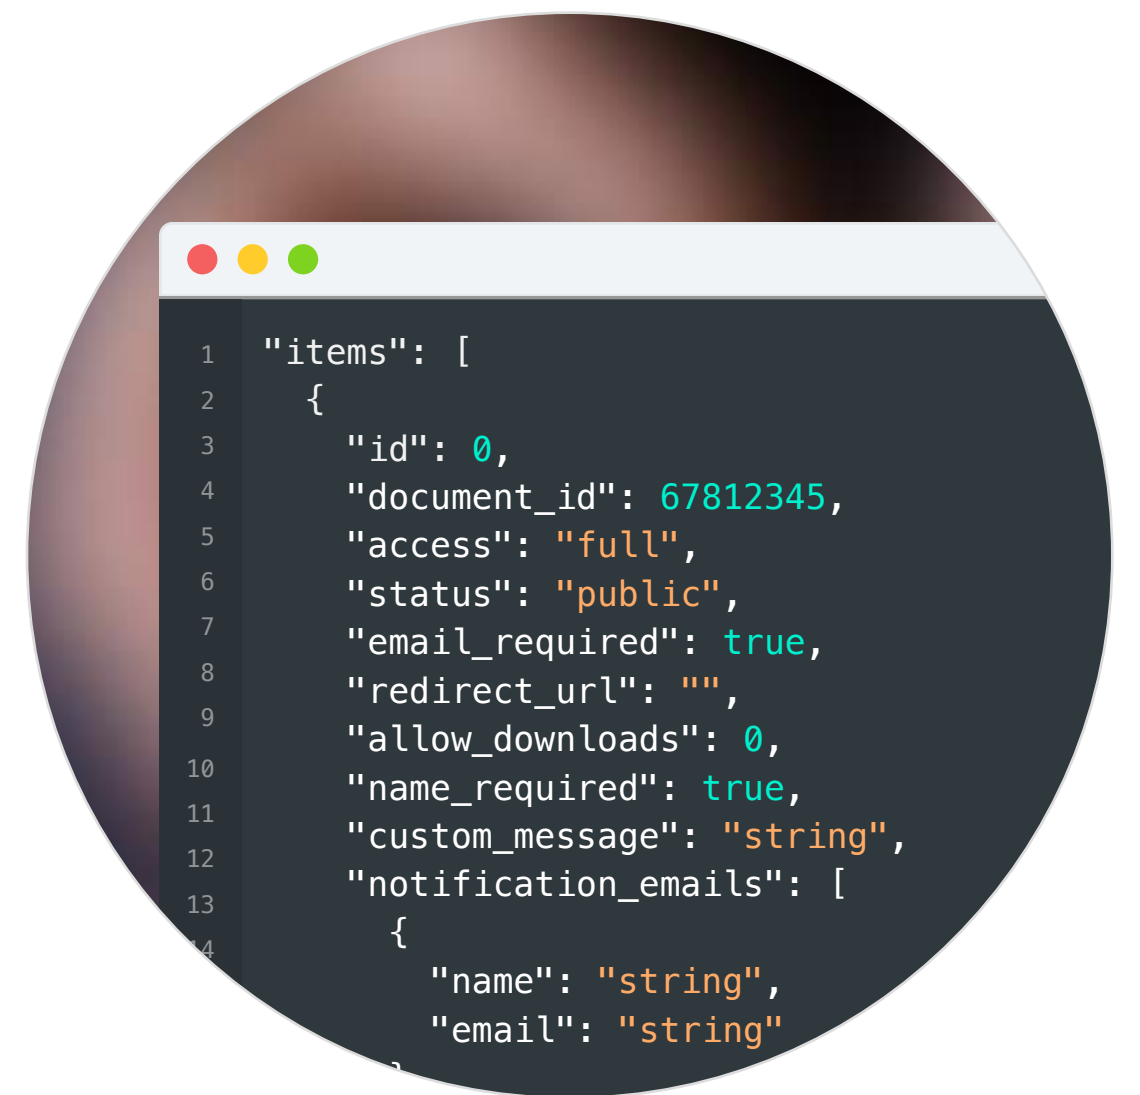 1 "items": [
2 {
3 "id": 0,
4 "document_id": 67812345,
5 "access": "full",
6 "status": "public",
7 "email_required": true,
8 "redirect_url": "",
9 "allow_downloads": 0,
10 "name_required": true,
11 "custom_message": "string",
12 "notification_emails": [
13 {
14 "name": "string",
"email": "string"
}